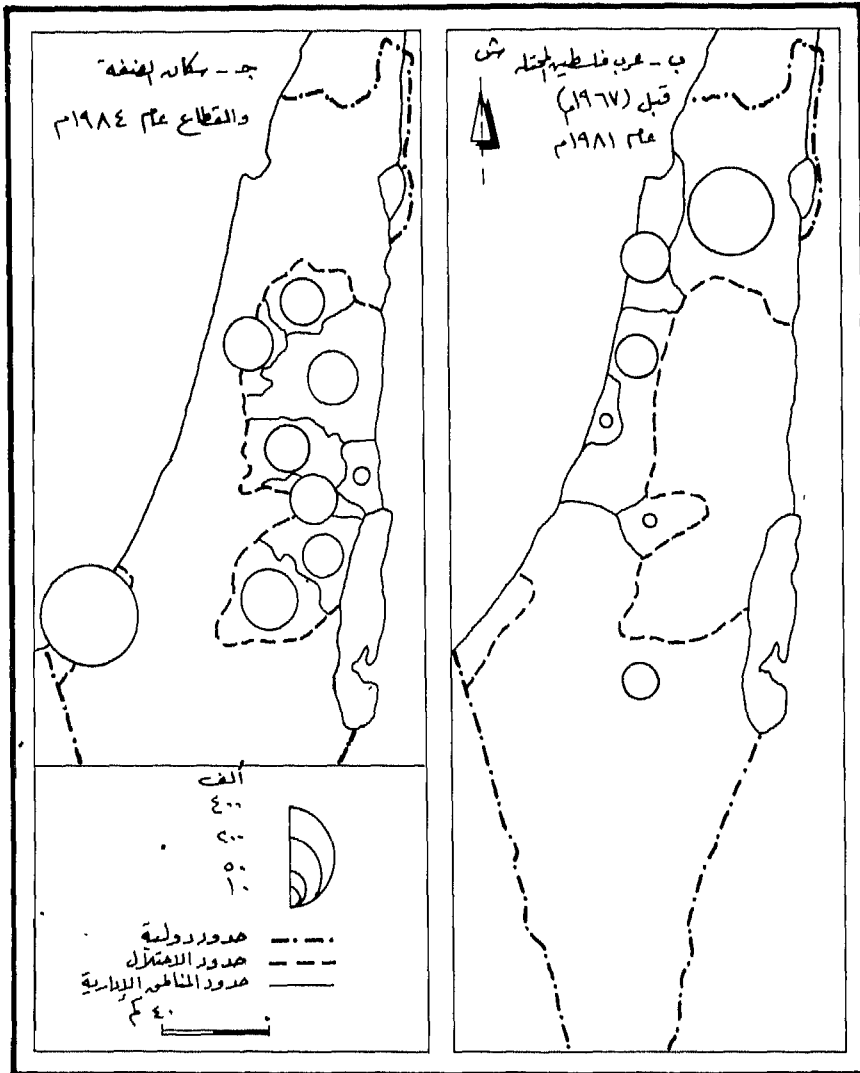 ب - عرب فلسطين المحتلة
قبل (١٩٦٧م)
عام ١٩٨١م
ش
جـ - سكان الضفة
والقطاع عام ١٩٨٤م
ألف
٤٠٠
٢٠٠
٥٠
١٠
حدود دولية
حدود الاحتلال
حدود المناطق الإدارية
٤٠ كم